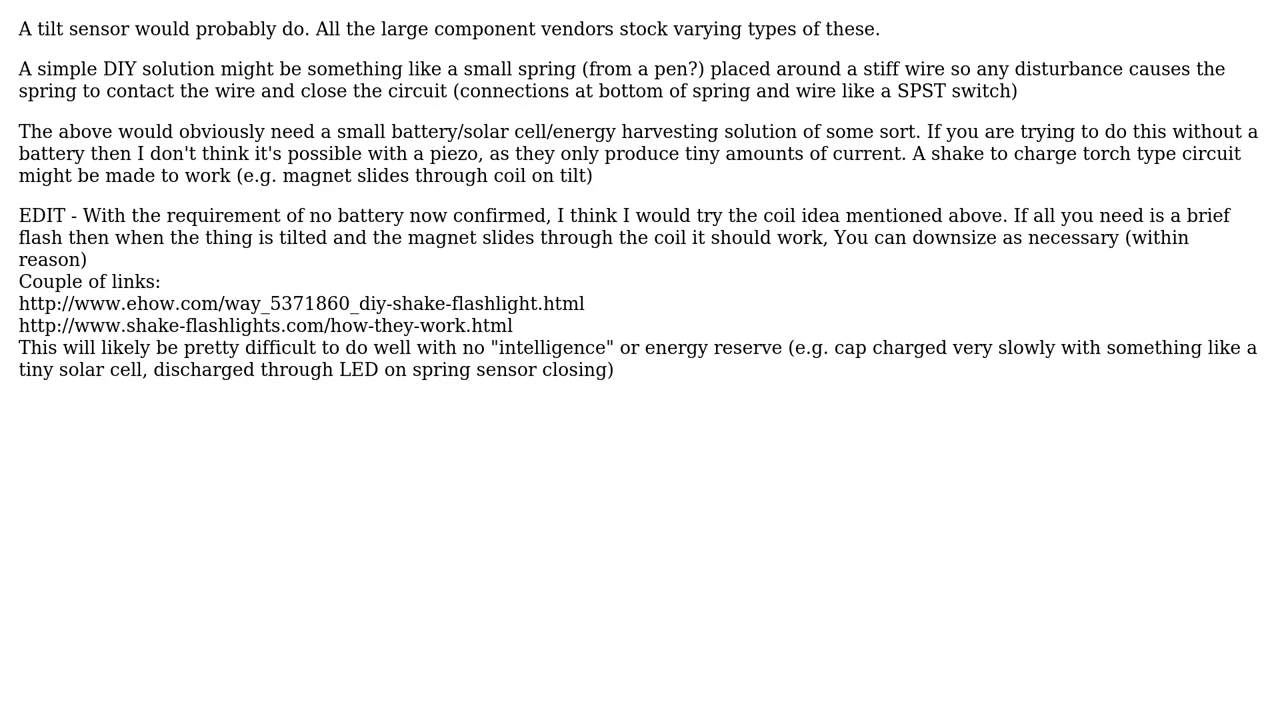 A tilt sensor would probably do. All the large component vendors stock varying types of these.
A simple DIY solution might be something like a small spring (from a pen?) placed around a stiff wire so any disturbance causes the
spring to contact the wire and close the circuit (connections at bottom of spring and wire like a SPST switch)
The above would obviously need a small battery/solar cell/energy harvesting solution of some sort. If you are trying to do this without a
battery then I don't think it's possible with a piezo, as they only produce tiny amounts of current. A shake to charge torch type circuit
might be made to work (e.g. magnet slides through coil on tilt)
EDIT - With the requirement of no battery now confirmed, I think I would try the coil idea mentioned above. If all you need is a brief
flash then when the thing is tilted and the magnet slides through the coil it should work, You can downsize as necessary (within
reason)
Couple of links:
http://www.ehow.com/way_5371860_diy-shake-flashlight.html
http://www.shake-flashlights.com/how-they-work.html
This will likely be pretty difficult to do well with no "intelligence" or energy reserve (e.g. cap charged very slowly with something like a
tiny solar cell, discharged through LED on spring sensor closing)